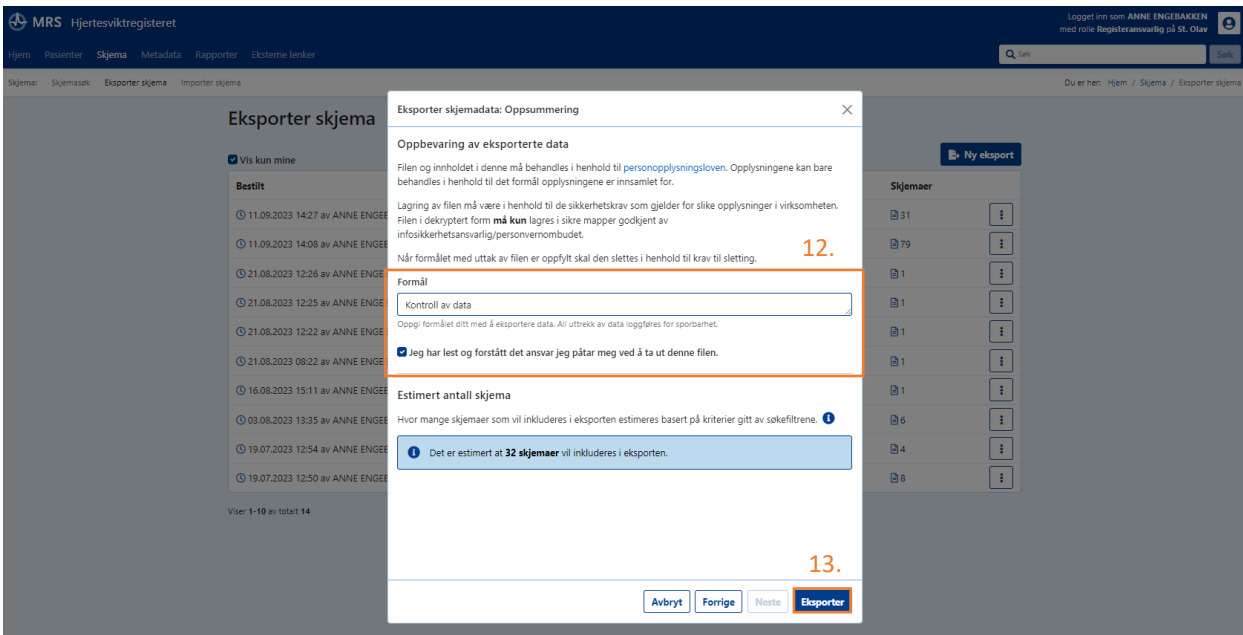 MRS Hjertesviktregisteret
Logget inn som ANNE ENGEBAKKEN
med rolle Registeransvarlig på St. Olav
Hjem Pasienter Skjema Metadata Rapporter Eksterne lenker
Søk Søk
Skjema: Skjemasøk Eksporter skjema Importer skjema
Du er her: Hjem / Skjema / Eksporter skjema
Eksporter skjema
Vis kun mine
Ny eksport
Bestilt Skjemaer
11.09.2023 14:27 av ANNE ENGEE 31
11.09.2023 14:08 av ANNE ENGEE 79
21.08.2023 12:26 av ANNE ENGE 1
21.08.2023 12:25 av ANNE ENGE 1
21.08.2023 12:22 av ANNE ENGE 1
21.08.2023 08:22 av ANNE ENGE 1
16.08.2023 15:11 av ANNE ENGEE 1
03.08.2023 13:35 av ANNE ENGEE 6
19.07.2023 12:54 av ANNE ENGEE 4
19.07.2023 12:50 av ANNE ENGEE 8
Viser 1-10 av totalt 14
Eksporter skjemadata: Oppsummering
Oppbevaring av eksporterte data
Filen og innholdet i denne må behandles i henhold til personopplysningsloven. Opplysningene kan bare
behandles i henhold til det formål opplysningene er innsamlet for.
Lagring av filen må være i henhold til de sikkerhetskrav som gjelder for slike opplysninger i virksomheten.
Filen i dekryptert form må kun lagres i sikre mapper godkjent av
infosikkerhetsansvarlig/personvernombudet.
12.
Når formålet med uttak av filen er oppfylt skal den slettes i henhold til krav til sletting.
Formål
Kontroll av data
Oppgi formålet ditt med å eksportere data. All uttrekk av data loggføres for sporbarhet.
Jeg har lest og forstått det ansvar jeg påtar meg ved å ta ut denne filen.
Estimert antall skjema
Hvor mange skjemaer som vil inkluderes i eksporten estimeres basert på kriterier gitt av søkefiltrene.
Det er estimert at 32 skjemaer vil inkluderes i eksporten.
13.
Avbryt Forrige Neste Eksporter